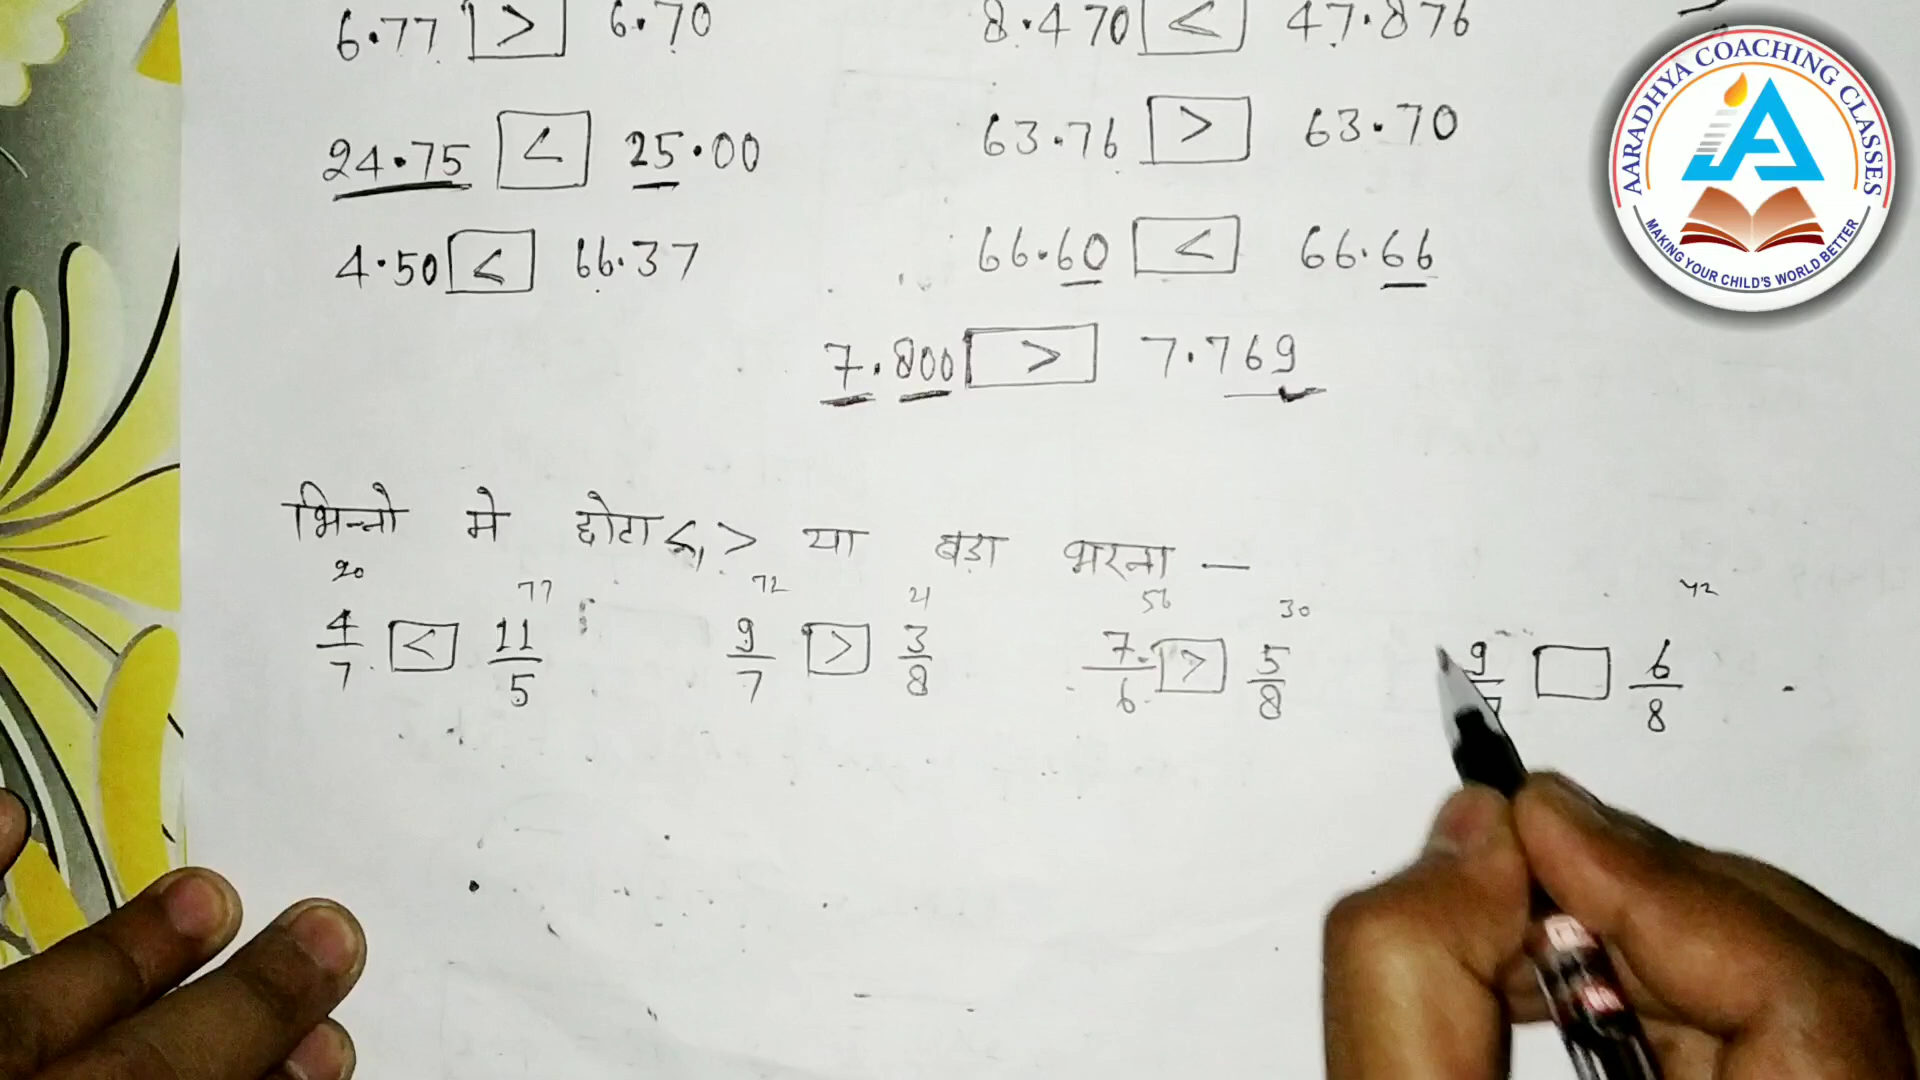 6.77 > 6.70 8.470 < 47.876
24.75 < 25.00 63.76 > 63.70
4.50 < 66.37 66.60 < 66.66
7.800 > 7.769
भिन्नो मे छोटा <, > या बड़ा भरना —
20 77 72 21 56 30 42
4/7 < 11/5 9/7 > 3/8 7/6 > 5/8 9/7 □ 6/8
AARADHYA COACHING CLASSES
A
MAKING YOUR CHILD'S WORLD BETTER